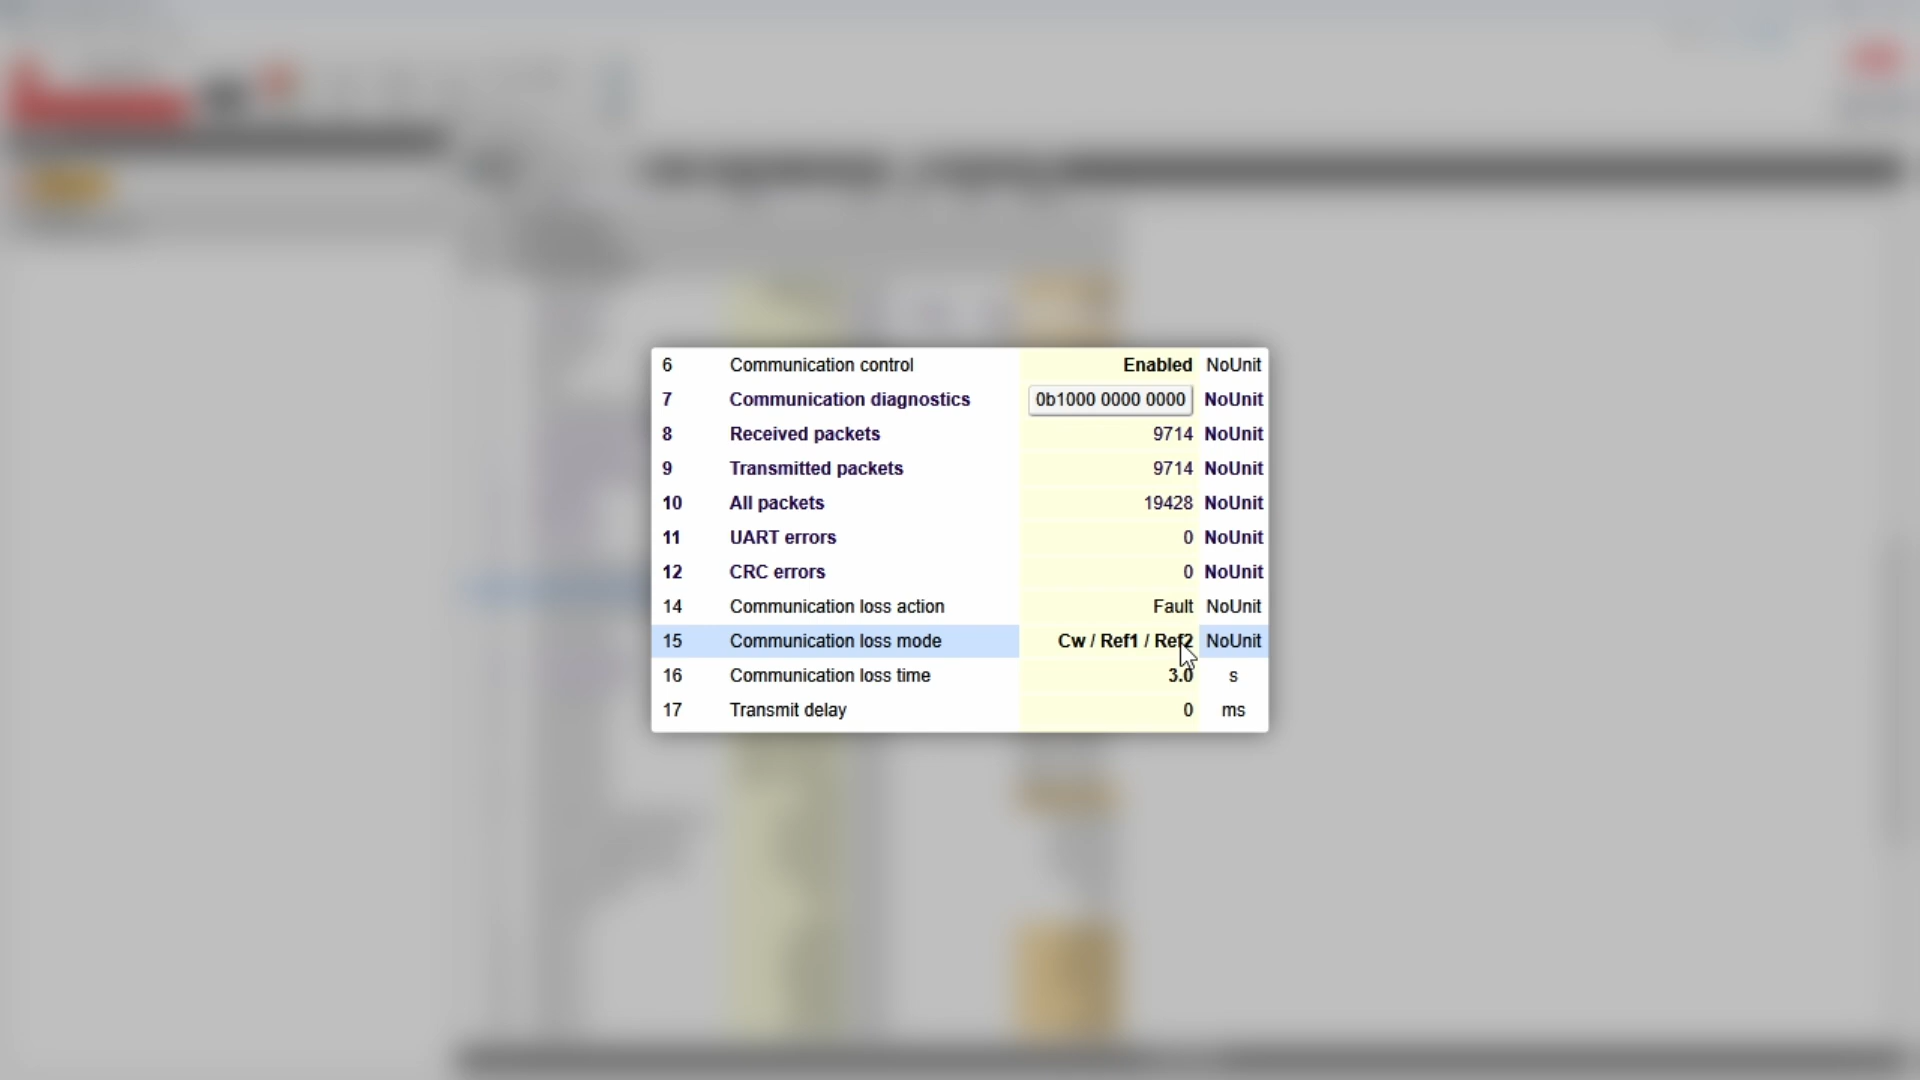 6 Communication control Enabled NoUnit
7 Communication diagnostics 0b1000 0000 0000 NoUnit
8 Received packets 9714 NoUnit
9 Transmitted packets 9714 NoUnit
10 All packets 19428 NoUnit
11 UART errors 0 NoUnit
12 CRC errors 0 NoUnit
14 Communication loss action Fault NoUnit
15 Communication loss mode Cw / Ref1 / Ref2 NoUnit
16 Communication loss time 3.0 s
17 Transmit delay 0 ms